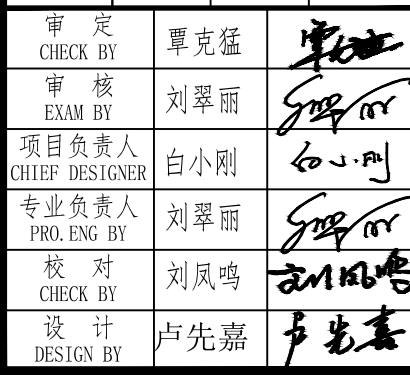 审 定 覃克猛 覃克猛
CHECK BY
审 核 刘翠丽
EXAM BY
项目负责人 白小刚 白小刚
CHIEF DESIGNER
专业负责人 刘翠丽
PRO.ENG BY
校 对 刘凤鸣 刘凤鸣
CHECK BY
设 计 卢先嘉 卢先嘉
DESIGN BY